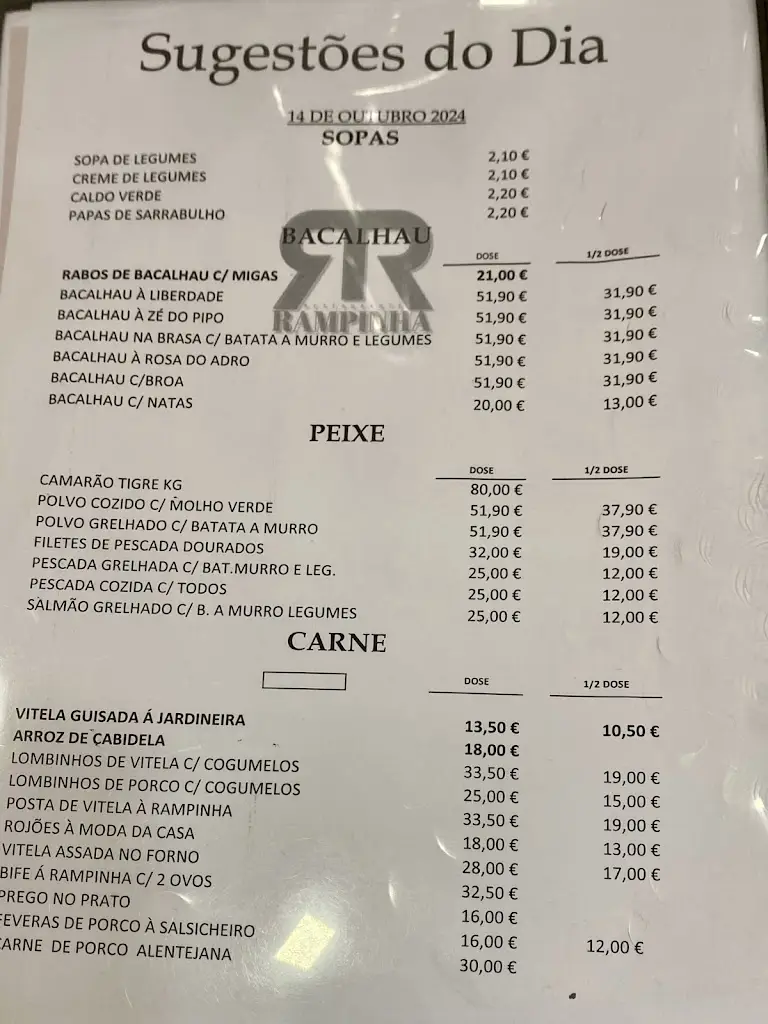 Sugestões do Dia
14 DE OUTUBRO 2024
SOPAS
SOPA DE LEGUMES 2,10 €
CREME DE LEGUMES 2,10 €
CALDO VERDE 2,20 €
PAPAS DE SARRABULHO 2,20 €
BACALHAU
DOSE 1/2 DOSE
RABOS DE BACALHAU C/ MIGAS 21,00 €
BACALHAU À LIBERDADE 51,90 € 31,90 €
BACALHAU À ZÉ DO PIPO 51,90 € 31,90 €
RAMPINHA
BACALHAU NA BRASA C/ BATATA A MURRO E LEGUMES 51,90 € 31,90 €
BACALHAU À ROSA DO ADRO 51,90 € 31,90 €
BACALHAU C/BROA 51,90 € 31,90 €
BACALHAU C/ NATAS 20,00 € 13,00 €
PEIXE
DOSE 1/2 DOSE
CAMARÃO TIGRE KG 80,00 €
POLVO COZIDO C/ MOLHO VERDE 51,90 € 37,90 €
POLVO GRELHADO C/ BATATA A MURRO 51,90 € 37,90 €
FILETES DE PESCADA DOURADOS 32,00 € 19,00 €
PESCADA GRELHADA C/ BAT.MURRO E LEG. 25,00 € 12,00 €
PESCADA COZIDA C/ TODOS 25,00 € 12,00 €
SALMÃO GRELHADO C/ B. A MURRO LEGUMES 25,00 € 12,00 €
CARNE
DOSE 1/2 DOSE
VITELA GUISADA Á JARDINEIRA 13,50 € 10,50 €
ARROZ DE CABIDELA 18,00 €
LOMBINHOS DE VITELA C/ COGUMELOS 33,50 € 19,00 €
LOMBINHOS DE PORCO C/ COGUMELOS 25,00 € 15,00 €
POSTA DE VITELA À RAMPINHA 33,50 € 19,00 €
ROJÕES À MODA DA CASA 18,00 € 13,00 €
VITELA ASSADA NO FORNO 28,00 € 17,00 €
BIFE Á RAMPINHA C/ 2 OVOS 32,50 €
PREGO NO PRATO 16,00 €
FEVERAS DE PORCO À SALSICHEIRO 16,00 € 12,00 €
CARNE DE PORCO ALENTEJANA 30,00 €